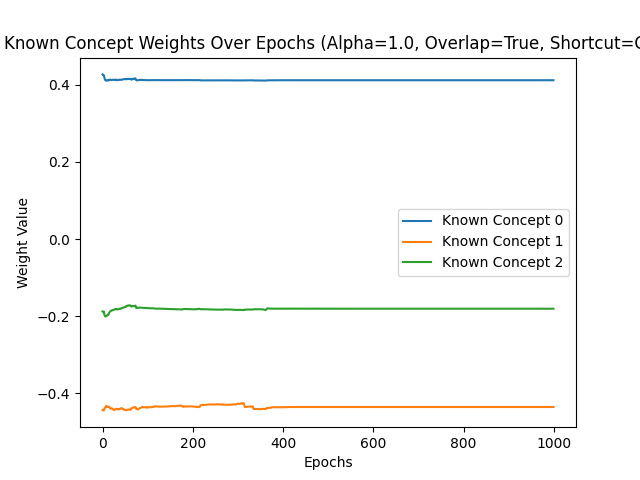 Known Concept Weights Over Epochs (Alpha=1.0, Overlap=True,
0.4
0.2
0.0
−0.2
−0.4
Weight Value
Known Concept 0
Known Concept 1
Known Concept 2
0
200
400
600
800
1000
Epochs